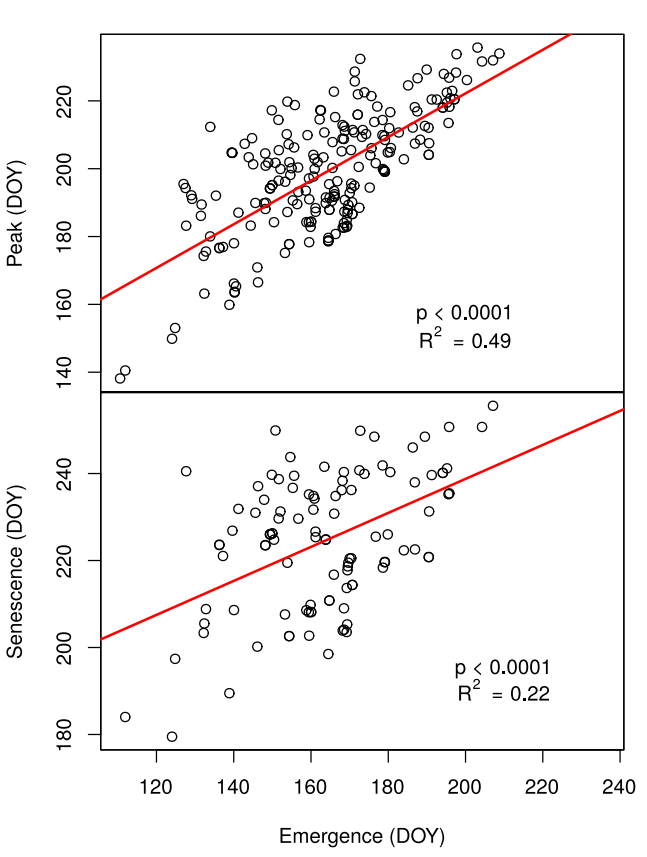 Peak (DOY)
220
200
180
160
140
p < 0.0001
R² = 0.49
Senescence (DOY)
240
220
200
180
p < 0.0001
R² = 0.22
120 140 160 180 200 220 240
Emergence (DOY)